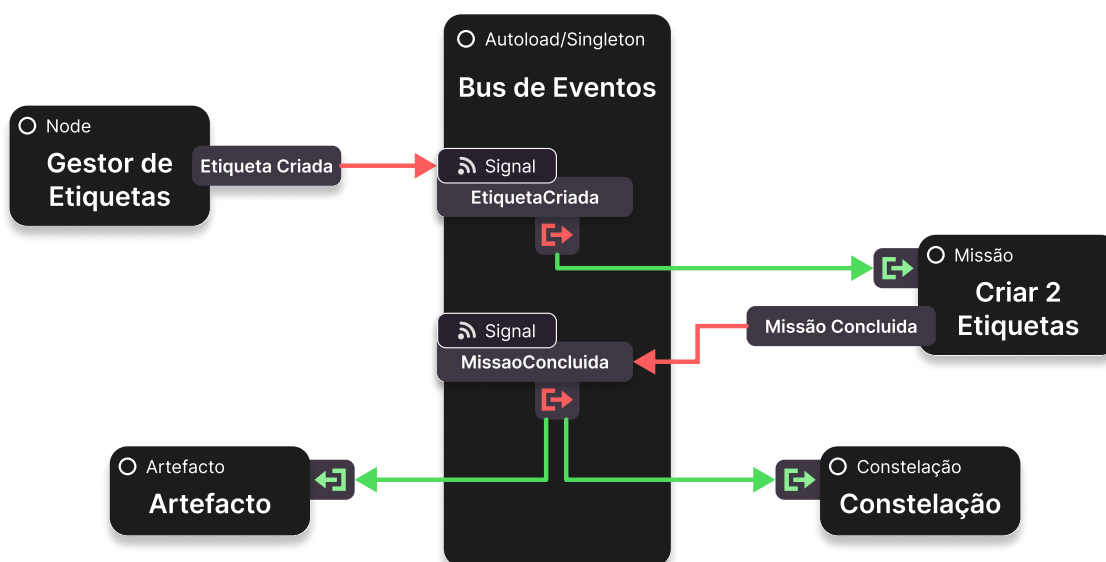 Autoload/Singleton
Bus de Eventos
Node
Gestor de
Etiquetas
Etiqueta Criada
Signal
EtiquetaCriada
Missão
Criar 2
Etiquetas
Missão Concluida
Signal
MissaoConcluida
Artefacto
Artefacto
Constelação
Constelação